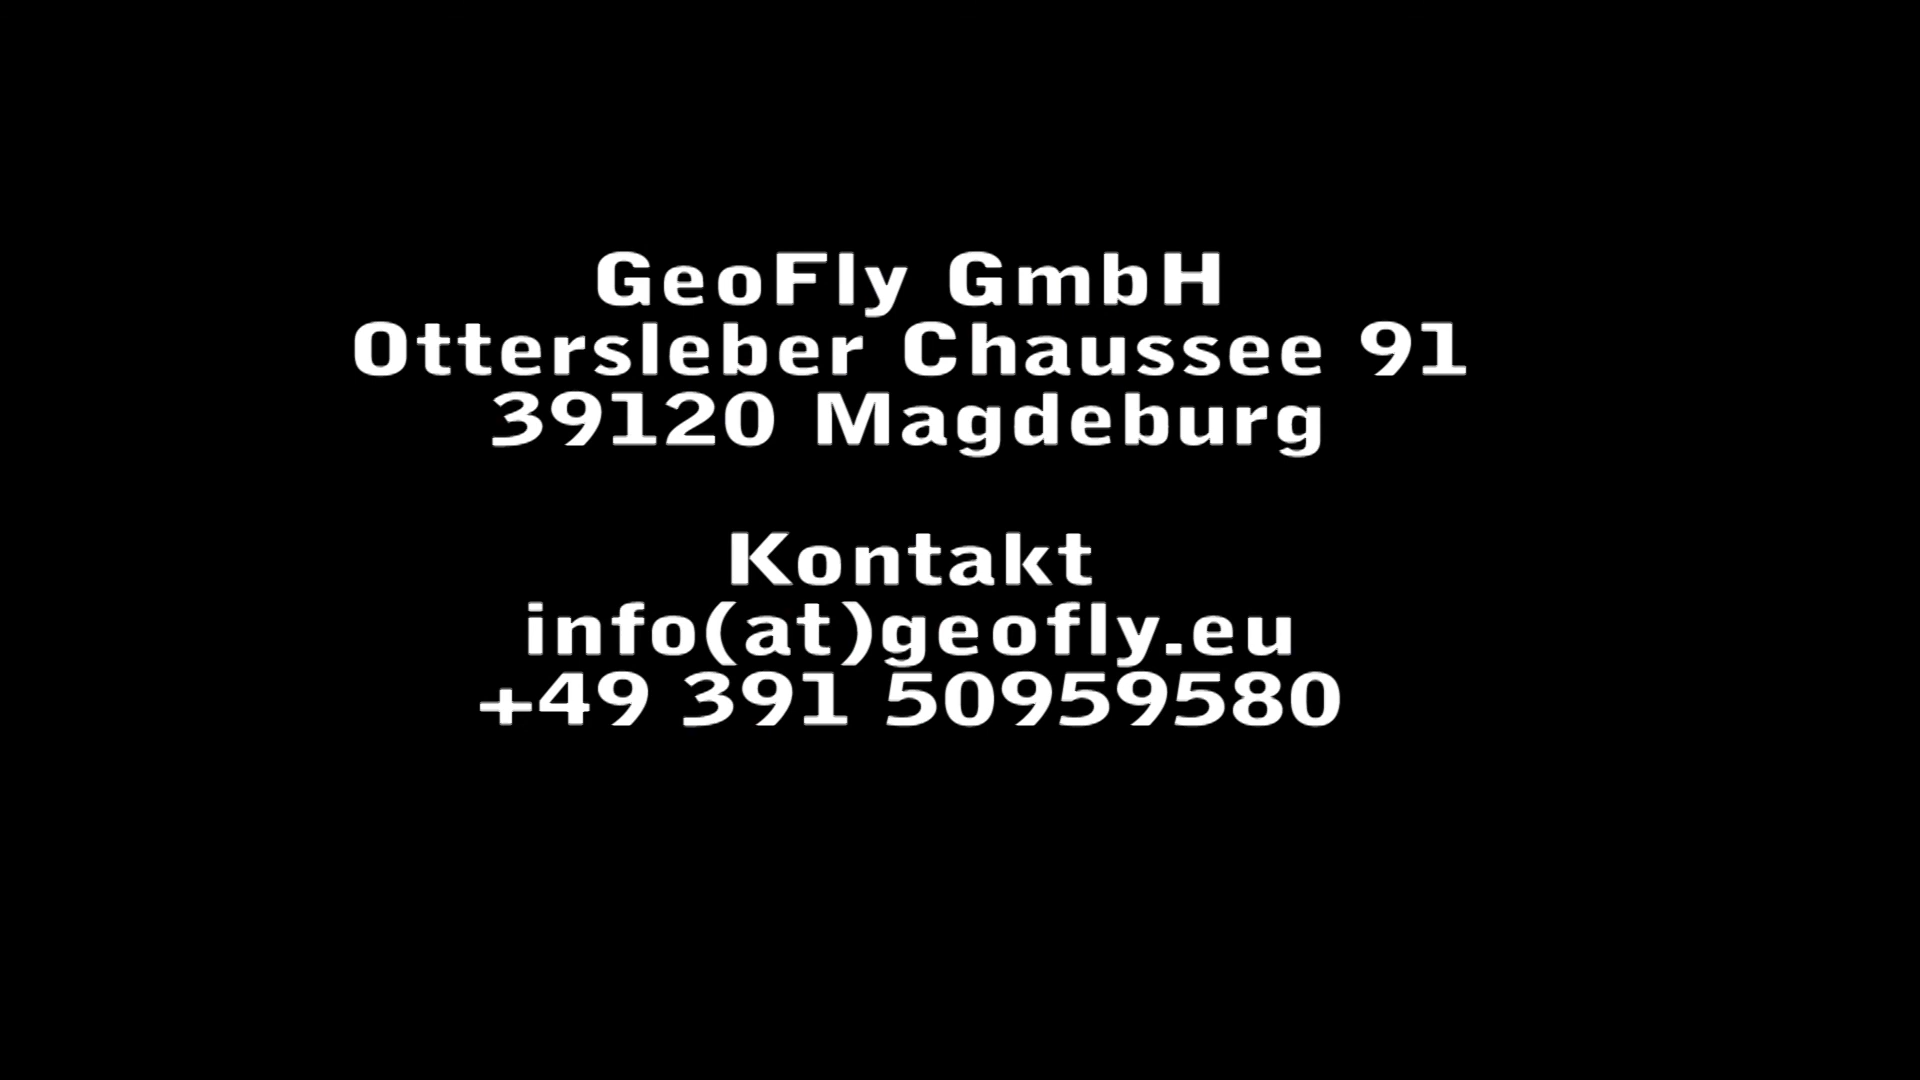 GeoFly GmbH
Ottersleber Chaussee 91
39120 Magdeburg
Kontakt
info(at)geofly.eu
+49 391 50959580